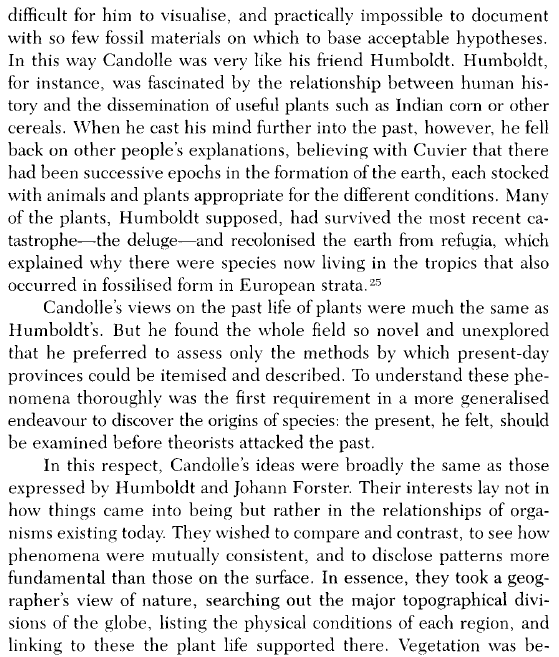 difficult for him to visualise, and practically impossible to document
with so few fossil materials on which to base acceptable hypotheses.
In this way Candolle was very like his friend Humboldt. Humboldt,
for instance, was fascinated by the relationship between human his-
tory and the dissemination of useful plants such as Indian corn or other
cereals. When he cast his mind further into the past, however, he fell
back on other people's explanations, believing with Cuvier that there
had been successive epochs in the formation of the earth, each stocked
with animals and plants appropriate for the different conditions. Many
of the plants, Humboldt supposed, had survived the most recent ca-
tastrophe—the deluge—and recolonised the earth from refugia, which
explained why there were species now living in the tropics that also
occurred in fossilised form in European strata.²⁵
Candolle's views on the past life of plants were much the same as
Humboldt's. But he found the whole field so novel and unexplored
that he preferred to assess only the methods by which present-day
provinces could be itemised and described. To understand these phe-
nomena thoroughly was the first requirement in a more generalised
endeavour to discover the origins of species: the present, he felt, should
be examined before theorists attacked the past.
In this respect, Candolle's ideas were broadly the same as those
expressed by Humboldt and Johann Forster. Their interests lay not in
how things came into being but rather in the relationships of orga-
nisms existing today. They wished to compare and contrast, to see how
phenomena were mutually consistent, and to disclose patterns more
fundamental than those on the surface. In essence, they took a geog-
rapher's view of nature, searching out the major topographical divi-
sions of the globe, listing the physical conditions of each region, and
linking to these the plant life supported there. Vegetation was be-